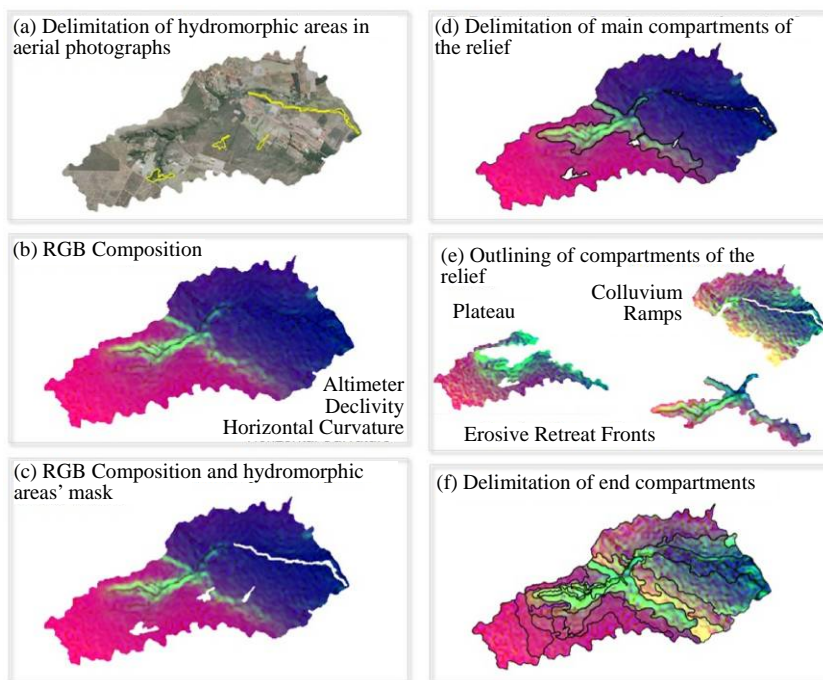 (a) Delimitation of hydromorphic areas in
aerial photographs
(b) RGB Composition
Altimeter
Declivity
Horizontal Curvature
(c) RGB Composition and hydromorphic
areas’ mask
(d) Delimitation of main compartments of
the relief
(e) Outlining of compartments of the
relief
Plateau
Colluvium
Ramps
Erosive Retreat Fronts
(f) Delimitation of end compartments